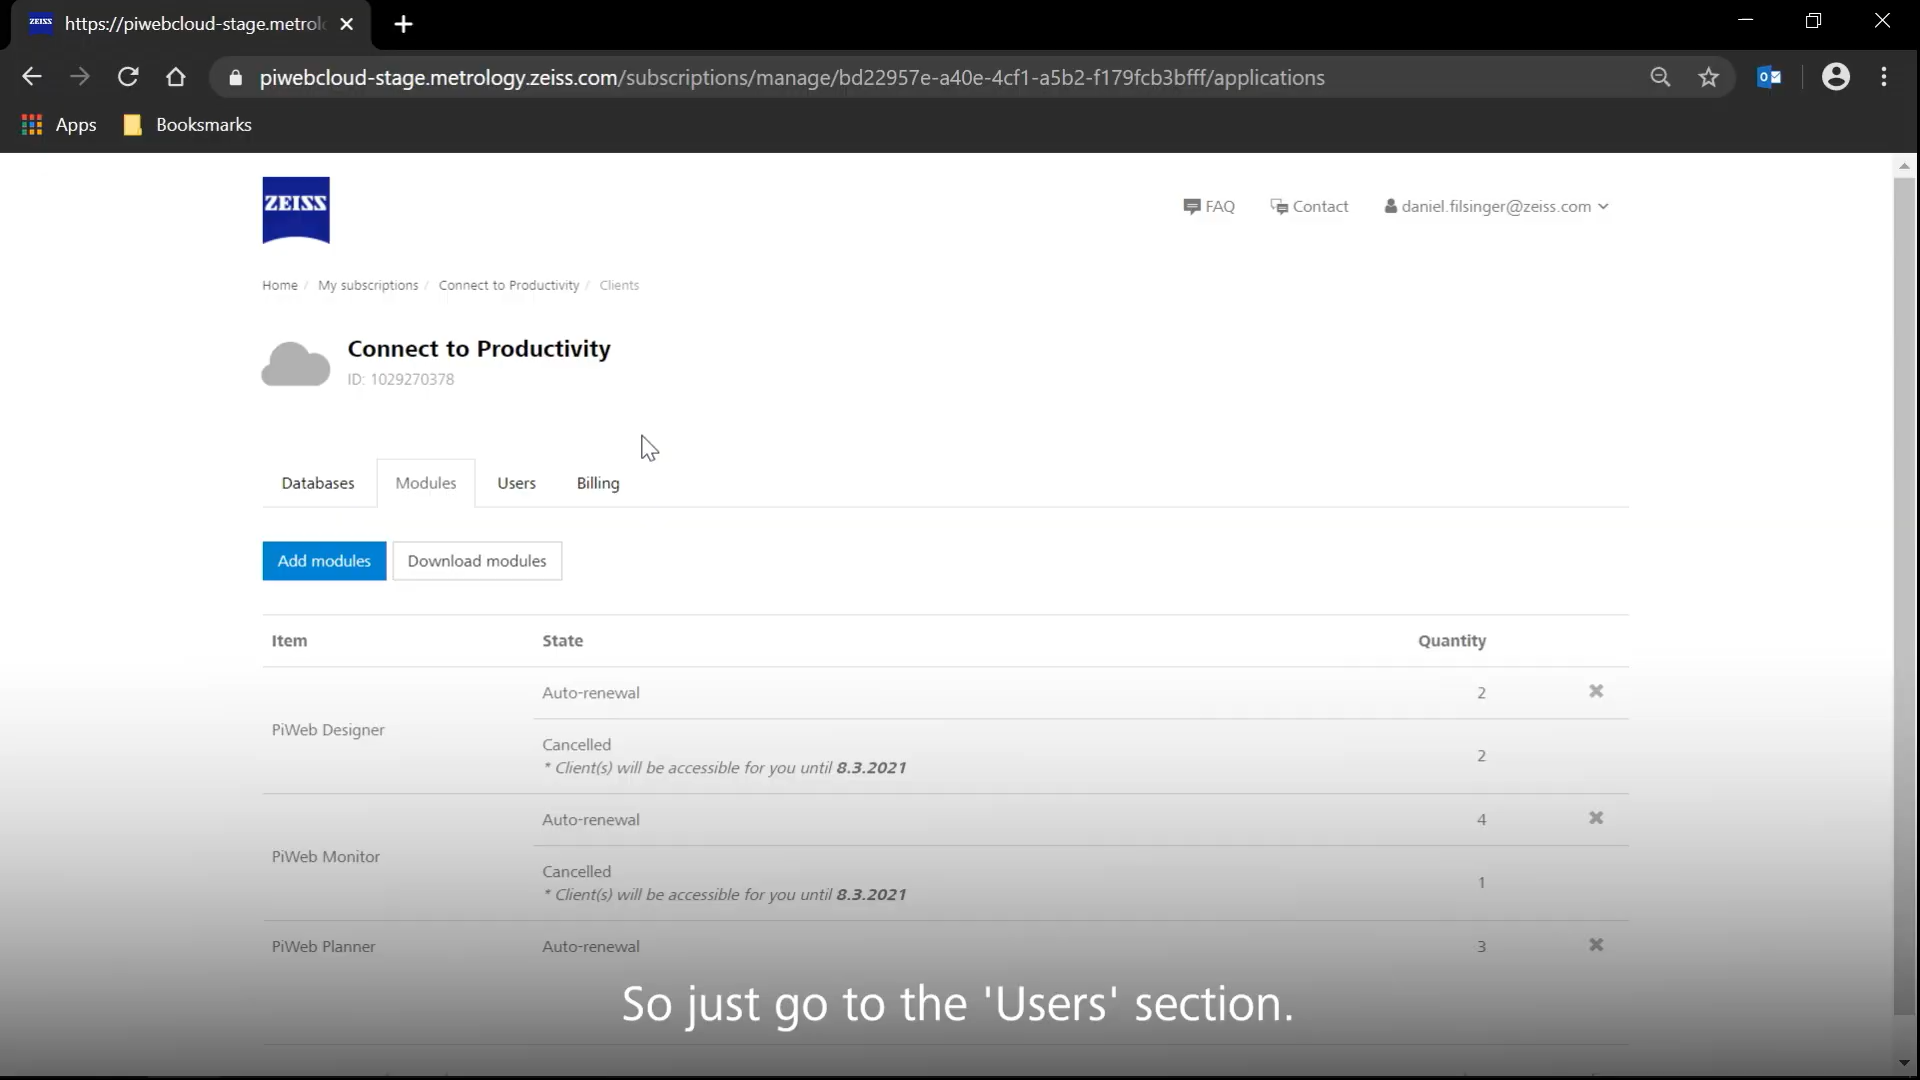 ZEISS https://piwebcloud-stage.metrol
piwebcloud-stage.metrology.zeiss.com/subscriptions/manage/bd22957e-a40e-4cf1-a5b2-f179fcb3bfff/applications
Apps Booksmarks
ZEISS
FAQ Contact daniel.filsinger@zeiss.com
Home / My subscriptions / Connect to Productivity / Clients
Connect to Productivity
ID: 1029270378
Databases Modules Users Billing
Add modules Download modules
Item State Quantity
Auto-renewal 2
PiWeb Designer
Cancelled
* Client(s) will be accessible for you until 8.3.2021
2
Auto-renewal 4
PiWeb Monitor
Cancelled
* Client(s) will be accessible for you until 8.3.2021
1
PiWeb Planner Auto-renewal 3
So just go to the 'Users' section.